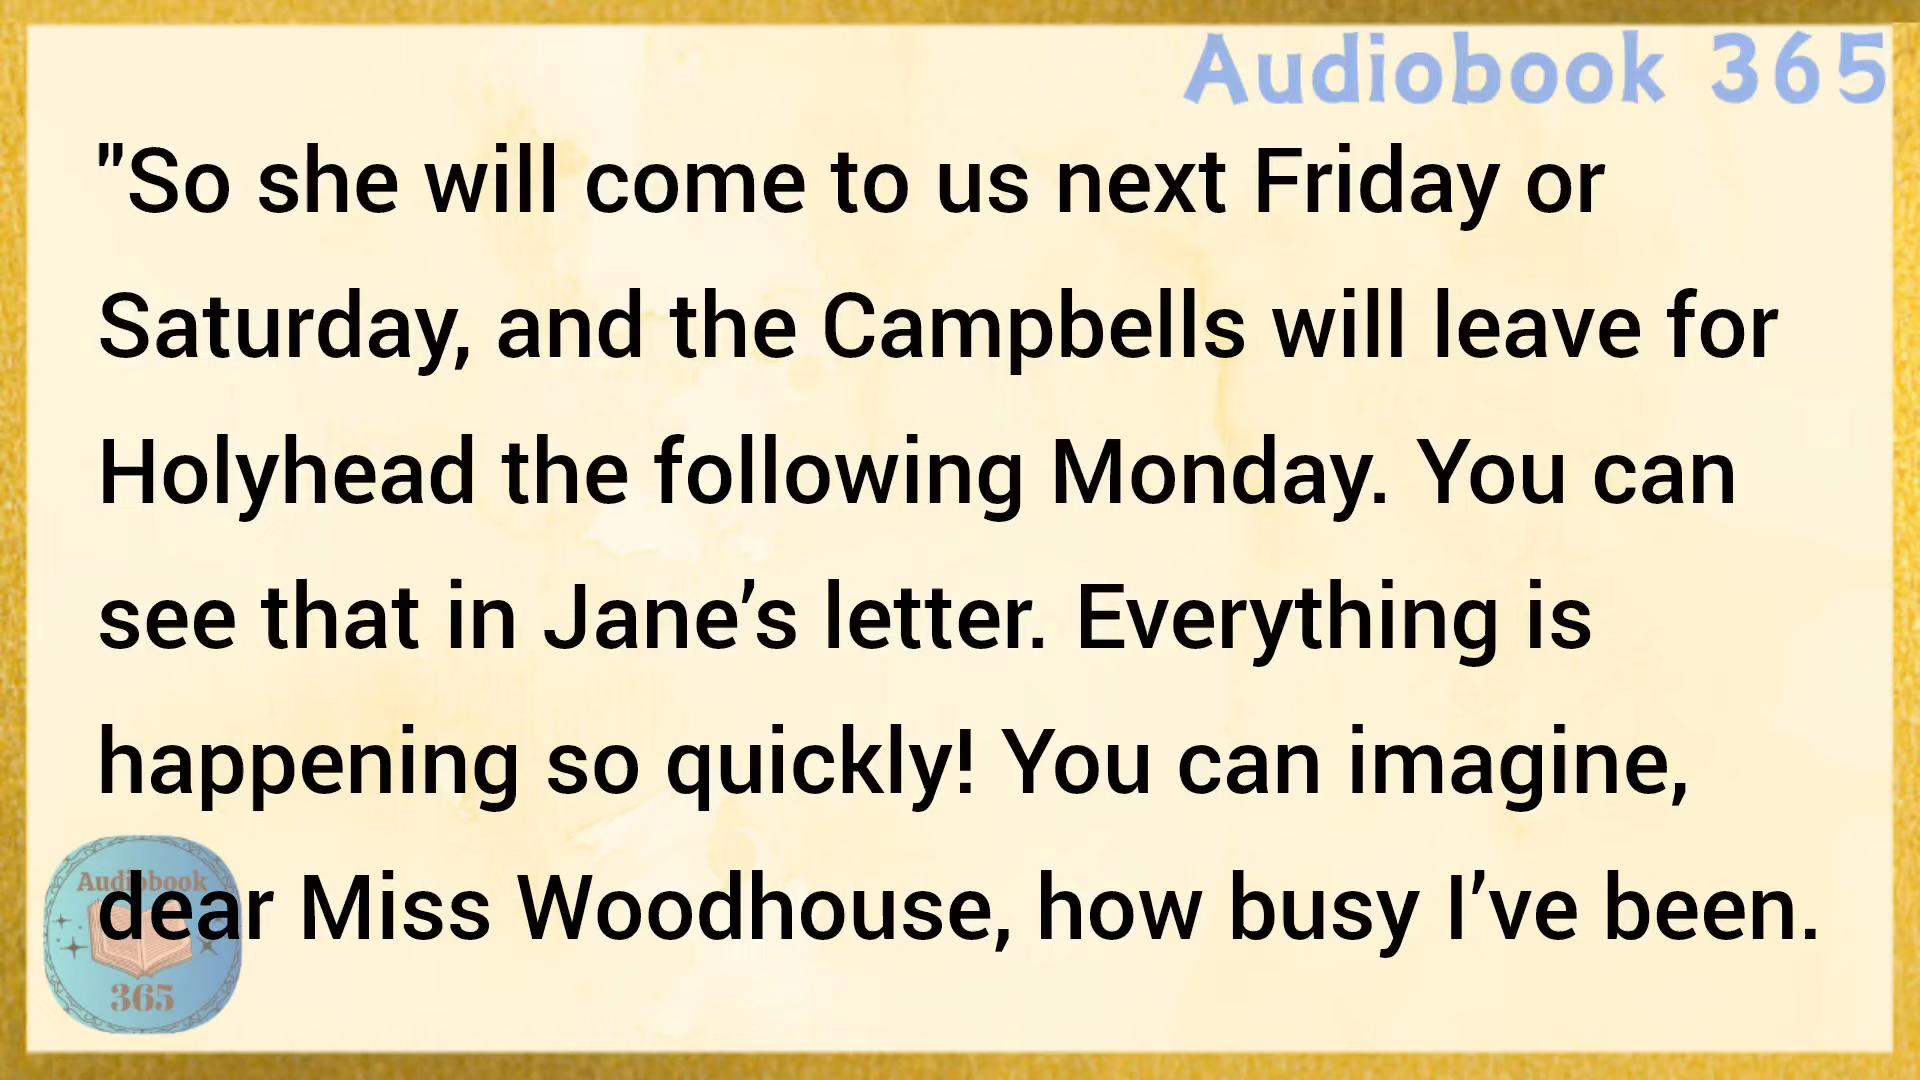 Audiobook 365
"So she will come to us next Friday or
Saturday, and the Campbells will leave for
Holyhead the following Monday. You can
see that in Jane’s letter. Everything is
happening so quickly! You can imagine,
dear Miss Woodhouse, how busy I’ve been.
Audiobook
365